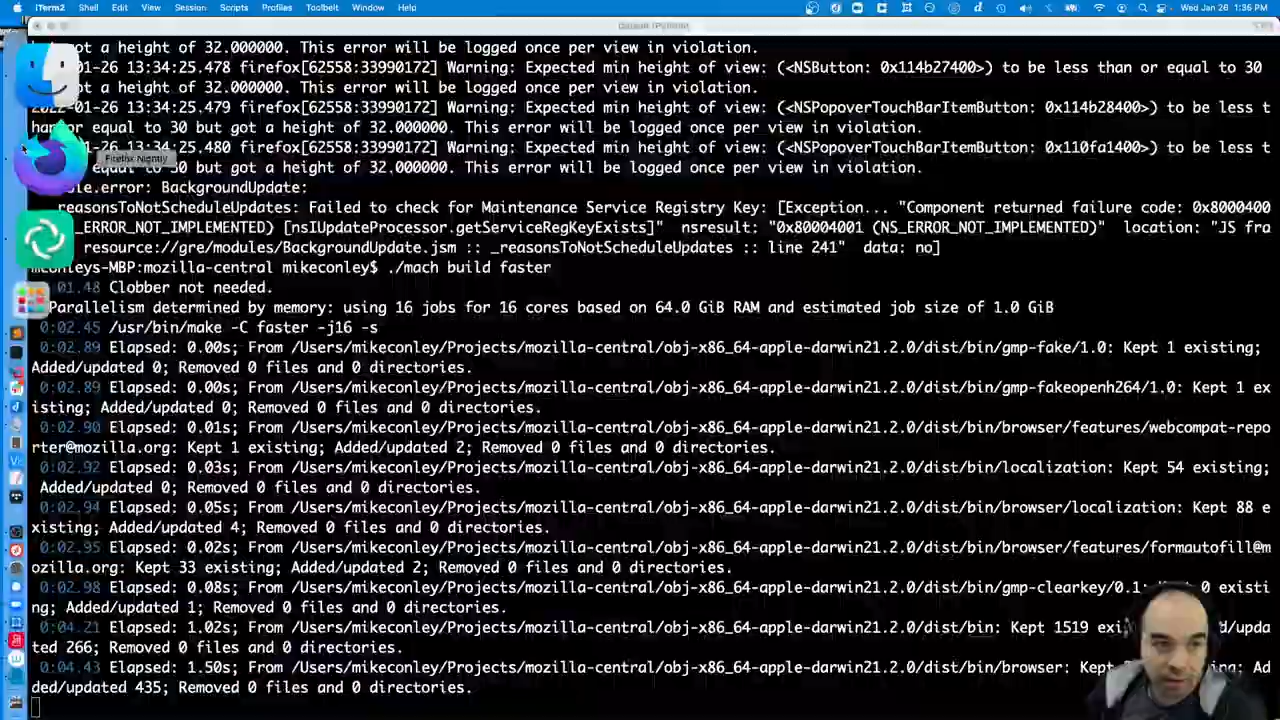 iTerm2 Shell Edit View Session Scripts Profiles Toolbelt Window Help Wed Jan 26 1:36 PM
Default (Python)
got a height of 32.000000. This error will be logged once per view in violation.
-01-26 13:34:25.478 firefox[62558:33990172] Warning: Expected min height of view: (<NSButton: 0x114b27400>) to be less than or equal to 30
got a height of 32.000000. This error will be logged once per view in violation.
2022-01-26 13:34:25.479 firefox[62558:33990172] Warning: Expected min height of view: (<NSPopoverTouchBarItemButton: 0x114b28400>) to be less t
han or equal to 30 but got a height of 32.000000. This error will be logged once per view in violation.
-26 13:34:25.480 firefox[62558:33990172] Warning: Expected min height of view: (<NSPopoverTouchBarItemButton: 0x110fa1400>) to be less t
Firefox Nightly
equal to 30 but got a height of 32.000000. This error will be logged once per view in violation.
ole.error: BackgroundUpdate:
_reasonsToNotScheduleUpdates: Failed to check for Maintenance Service Registry Key: [Exception... "Component returned failure code: 0x8000400
_ERROR_NOT_IMPLEMENTED) [nsIUpdateProcessor.getServiceRegKeyExists]" nsresult: "0x80004001 (NS_ERROR_NOT_IMPLEMENTED)" location: "JS fra
resource://gre/modules/BackgroundUpdate.jsm :: _reasonsToNotScheduleUpdates :: line 241" data: no]
mconleys-MBP:mozilla-central mikeconley$ ./mach build faster
01.48 Clobber not needed.
Parallelism determined by memory: using 16 jobs for 16 cores based on 64.0 GiB RAM and estimated job size of 1.0 GiB
0:02.45 /usr/bin/make -C faster -j16 -s
0:02.89 Elapsed: 0.00s; From /Users/mikeconley/Projects/mozilla-central/obj-x86_64-apple-darwin21.2.0/dist/bin/gmp-fake/1.0: Kept 1 existing;
Added/updated 0; Removed 0 files and 0 directories.
0:02.89 Elapsed: 0.00s; From /Users/mikeconley/Projects/mozilla-central/obj-x86_64-apple-darwin21.2.0/dist/bin/gmp-fakeopenh264/1.0: Kept 1 ex
isting; Added/updated 0; Removed 0 files and 0 directories.
0:02.90 Elapsed: 0.01s; From /Users/mikeconley/Projects/mozilla-central/obj-x86_64-apple-darwin21.2.0/dist/bin/browser/features/webcompat-repo
rter@mozilla.org: Kept 1 existing; Added/updated 2; Removed 0 files and 0 directories.
0:02.92 Elapsed: 0.03s; From /Users/mikeconley/Projects/mozilla-central/obj-x86_64-apple-darwin21.2.0/dist/bin/localization: Kept 54 existing;
Added/updated 0; Removed 0 files and 0 directories.
0:02.94 Elapsed: 0.05s; From /Users/mikeconley/Projects/mozilla-central/obj-x86_64-apple-darwin21.2.0/dist/bin/browser/localization: Kept 88 e
xisting; Added/updated 4; Removed 0 files and 0 directories.
0:02.95 Elapsed: 0.02s; From /Users/mikeconley/Projects/mozilla-central/obj-x86_64-apple-darwin21.2.0/dist/bin/browser/features/formautofill@m
ozilla.org: Kept 33 existing; Added/updated 2; Removed 0 files and 0 directories.
0:02.98 Elapsed: 0.08s; From /Users/mikeconley/Projects/mozilla-central/obj-x86_64-apple-darwin21.2.0/dist/bin/gmp-clearkey/0.1: Kept 0 existi
ng; Added/updated 1; Removed 0 files and 0 directories.
0:04.21 Elapsed: 1.02s; From /Users/mikeconley/Projects/mozilla-central/obj-x86_64-apple-darwin21.2.0/dist/bin: Kept 1519 exi d/upda
ted 266; Removed 0 files and 0 directories.
0:04.43 Elapsed: 1.50s; From /Users/mikeconley/Projects/mozilla-central/obj-x86_64-apple-darwin21.2.0/dist/bin/browser: Kept ing; Ad
ded/updated 435; Removed 0 files and 0 directories.